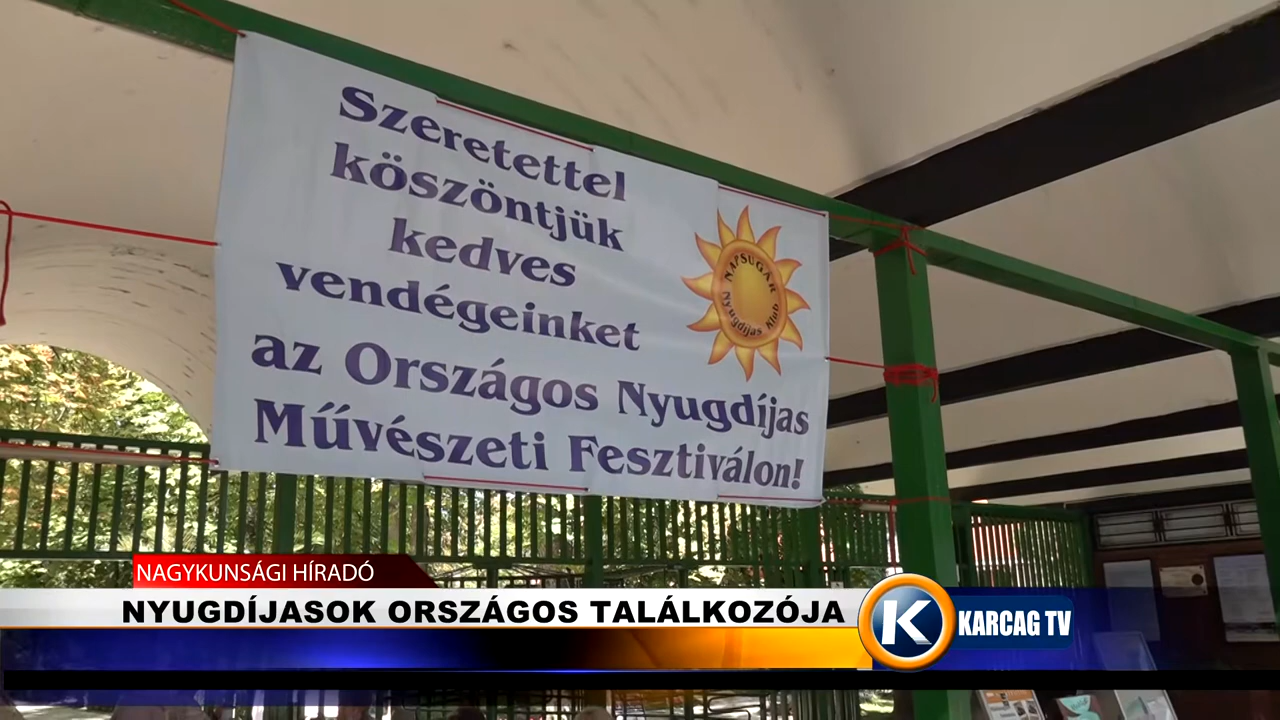 Szeretettel
köszöntjük
kedves
vendégeinket
az Országos Nyugdíjas
Művészeti Fesztiválon!
NAPSUGÁR
Nyugdíjas Klub
NAGYKUNSÁGI HÍRADÓ
NYUGDÍJASOK ORSZÁGOS TALÁLKOZÓJA
K
KARCAG TV